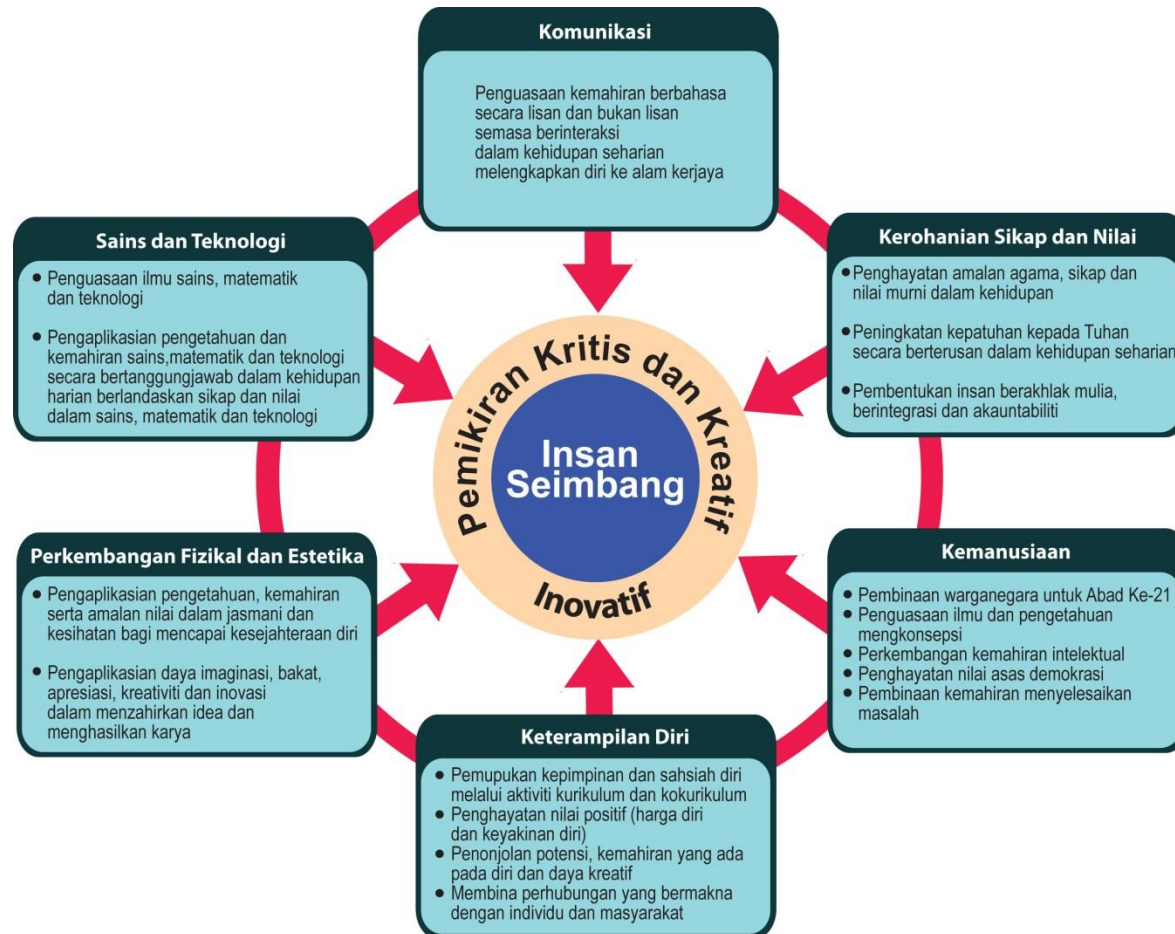 Komunikasi
Penguasaan kemahiran berbahasa
secara lisan dan bukan lisan
semasa berinteraksi
dalam kehidupan seharian
melengkapkan diri ke alam kerjaya
Sains dan Teknologi
● Penguasaan ilmu sains, matematik
dan teknologi
● Pengaplikasian pengetahuan dan
kemahiran sains,matematik dan teknologi
secara bertanggungjawab dalam kehidupan
harian berlandaskan sikap dan nilai
dalam sains, matematik dan teknologi
Kerohanian Sikap dan Nilai
● Penghayatan amalan agama, sikap dan
nilai murni dalam kehidupan
● Peningkatan kepatuhan kepada Tuhan
secara berterusan dalam kehidupan seharian
● Pembentukan insan berakhlak mulia,
berintegrasi dan akauntabiliti
Pemikiran Kritis dan Kreatif
Insan
Seimbang
Inovatif
Perkembangan Fizikal dan Estetika
● Pengaplikasian pengetahuan, kemahiran
serta amalan nilai dalam jasmani dan
kesihatan bagi mencapai kesejahteraan diri
● Pengaplikasian daya imaginasi, bakat,
apresiasi, kreativiti dan inovasi
dalam menzahirkan idea dan
menghasilkan karya
Kemanusiaan
● Pembinaan warganegara untuk Abad Ke-21
● Penguasaan ilmu dan pengetahuan
mengkonsepsi
● Perkembangan kemahiran intelektual
● Penghayatan nilai asas demokrasi
● Pembinaan kemahiran menyelesaikan
masalah
Keterampilan Diri
● Pemupukan kepimpinan dan sahsiah diri
melalui aktiviti kurikulum dan kokurikulum
● Penghayatan nilai positif (harga diri
dan keyakinan diri)
● Penonjolan potensi, kemahiran yang ada
pada diri dan daya kreatif
● Membina perhubungan yang bermakna
dengan individu dan masyarakat